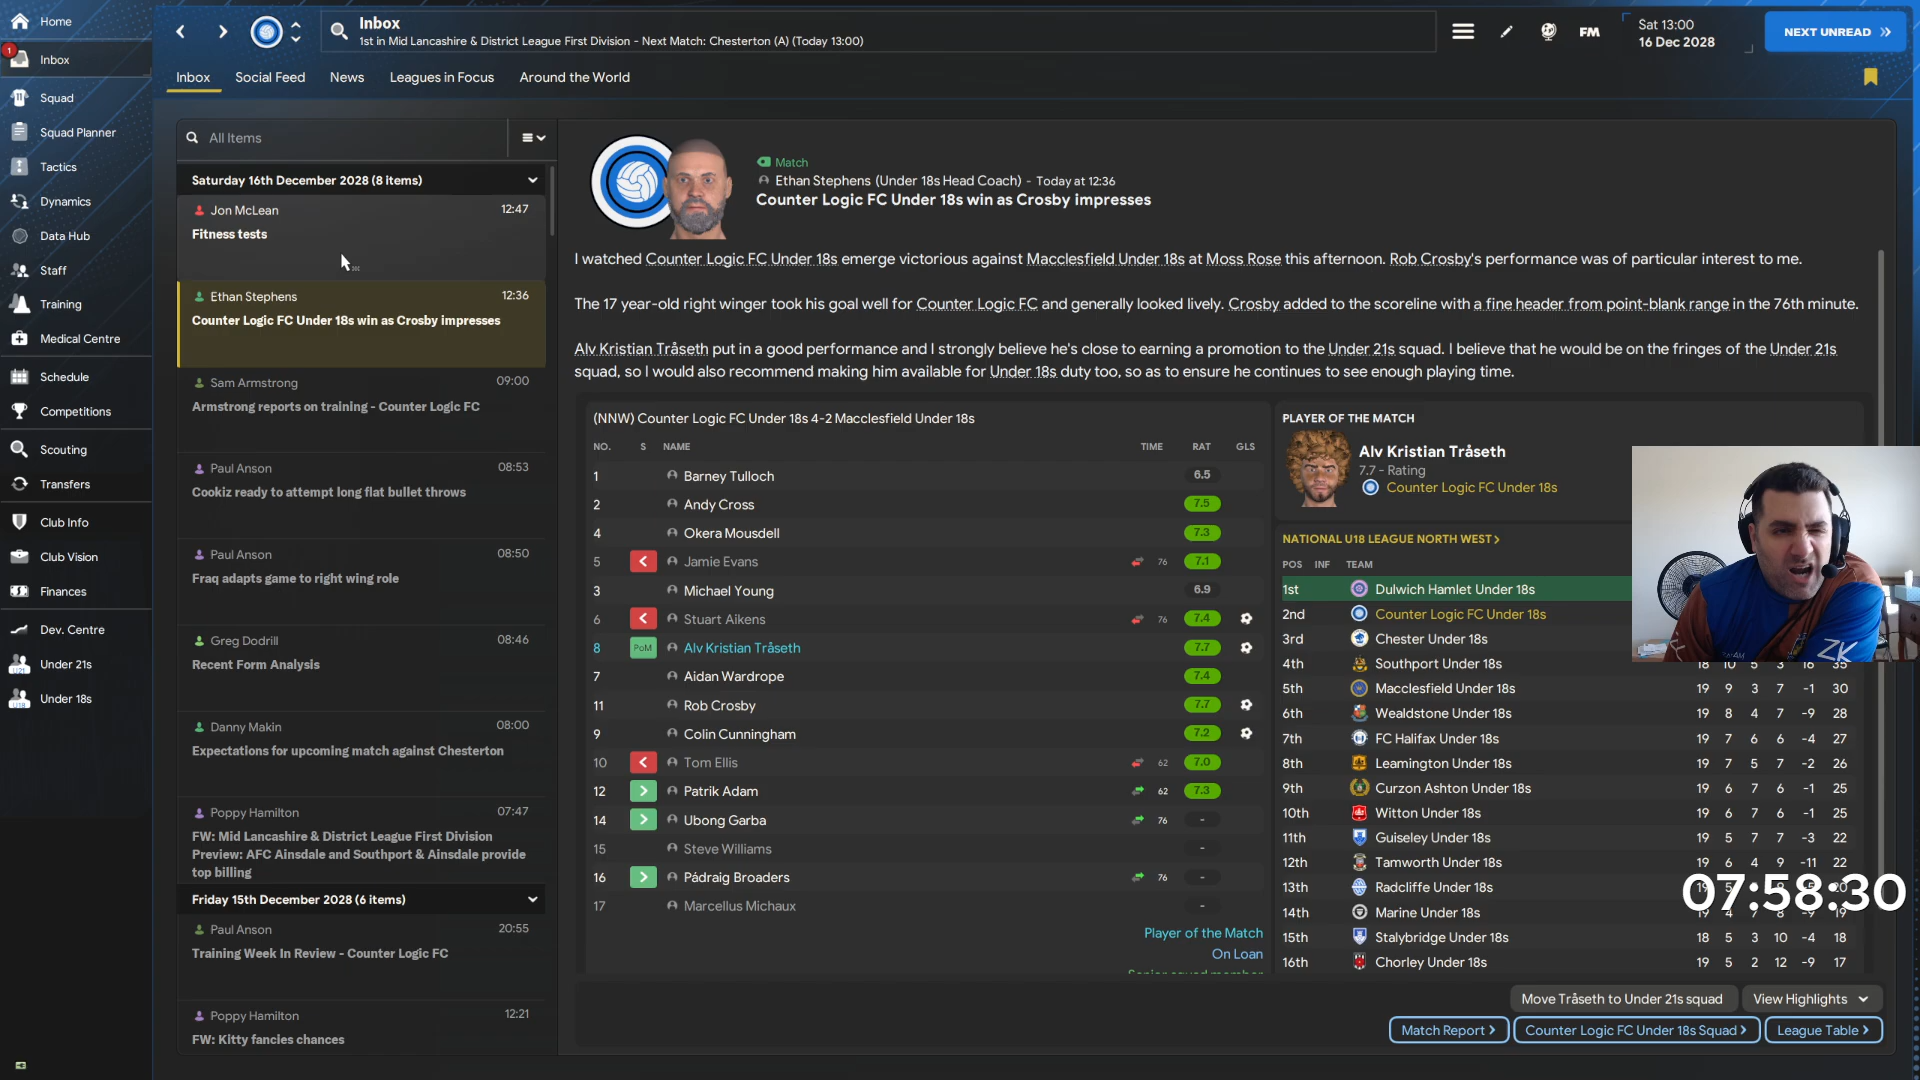 Home
1
Inbox
Squad
Squad Planner
Tactics
Dynamics
Data Hub
Staff
Training
Medical Centre
Schedule
Competitions
Scouting
Transfers
Club Info
Club Vision
Finances
Dev. Centre
Under 21s
Under 18s
Inbox
1st in Mid Lancashire & District League First Division - Next Match: Chesterton (A) (Today 13:00)
FM
Sat 13:00
16 Dec 2028
NEXT UNREAD
Inbox Social Feed News Leagues in Focus Around the World
All Items
Saturday 16th December 2028 (8 items)
Jon McLean 12:47
Fitness tests
Ethan Stephens 12:36
Counter Logic FC Under 18s win as Crosby impresses
Sam Armstrong 09:00
Armstrong reports on training - Counter Logic FC
Paul Anson 08:53
Cookiz ready to attempt long flat bullet throws
Paul Anson 08:50
Fraq adapts game to right wing role
Greg Dodrill 08:46
Recent Form Analysis
Danny Makin 08:00
Expectations for upcoming match against Chesterton
Poppy Hamilton 07:47
FW: Mid Lancashire & District League First Division
Preview: AFC Ainsdale and Southport & Ainsdale provide
top billing
Friday 15th December 2028 (6 items)
Paul Anson 20:55
Training Week In Review - Counter Logic FC
Poppy Hamilton 12:21
FW: Kitty fancies chances
Match
Ethan Stephens (Under 18s Head Coach) - Today at 12:36
Counter Logic FC Under 18s win as Crosby impresses
I watched Counter Logic FC Under 18s emerge victorious against Macclesfield Under 18s at Moss Rose this afternoon. Rob Crosby's performance was of particular interest to me.
The 17 year-old right winger took his goal well for Counter Logic FC and generally looked lively. Crosby added to the scoreline with a fine header from point-blank range in the 76th minute.
Alv Kristian Tråseth put in a good performance and I strongly believe he's close to earning a promotion to the Under 21s squad. I believe that he would be on the fringes of the Under 21s
squad, so I would also recommend making him available for Under 18s duty too, so as to ensure he continues to see enough playing time.
(NNW) Counter Logic FC Under 18s 4-2 Macclesfield Under 18s
NO. S NAME TIME RAT GLS
1 Barney Tulloch 6.5
2 Andy Cross 7.5
4 Okera Mousdell 7.3
5 Jamie Evans 76 7.1
3 Michael Young 6.9
6 Stuart Aikens 76 7.4
8 PoM Alv Kristian Tråseth 7.7
7 Aidan Wardrope 7.4
11 Rob Crosby 7.7
9 Colin Cunningham 7.2
10 Tom Ellis 62 7.0
12 Patrik Adam 62 7.3
14 Ubong Garba 76 -
15 Steve Williams -
16 Pádraig Broaders 76 -
17 Marcellus Michaux -
Player of the Match
On Loan
PLAYER OF THE MATCH
Alv Kristian Tråseth
7.7 - Rating
Counter Logic FC Under 18s
NATIONAL U18 LEAGUE NORTH WEST >
POS INF TEAM
1st Dulwich Hamlet Under 18s
2nd Counter Logic FC Under 18s
3rd Chester Under 18s
4th Southport Under 18s 18 10 5 3 16 35
5th Macclesfield Under 18s 19 9 3 7 -1 30
6th Wealdstone Under 18s 19 8 4 7 -9 28
7th FC Halifax Under 18s 19 7 6 6 -4 27
8th Leamington Under 18s 19 7 5 7 -2 26
9th Curzon Ashton Under 18s 19 6 7 6 -1 25
10th Witton Under 18s 19 6 7 6 -1 25
11th Guiseley Under 18s 19 5 7 7 -3 22
12th Tamworth Under 18s 19 6 4 9 -11 22
13th Radcliffe Under 18s
14th Marine Under 18s
15th Stalybridge Under 18s 18 5 3 10 -4 18
16th Chorley Under 18s 19 5 2 12 -9 17
ZK
07:58:30
Move Tråseth to Under 21s squad View Highlights
Match Report > Counter Logic FC Under 18s Squad > League Table >